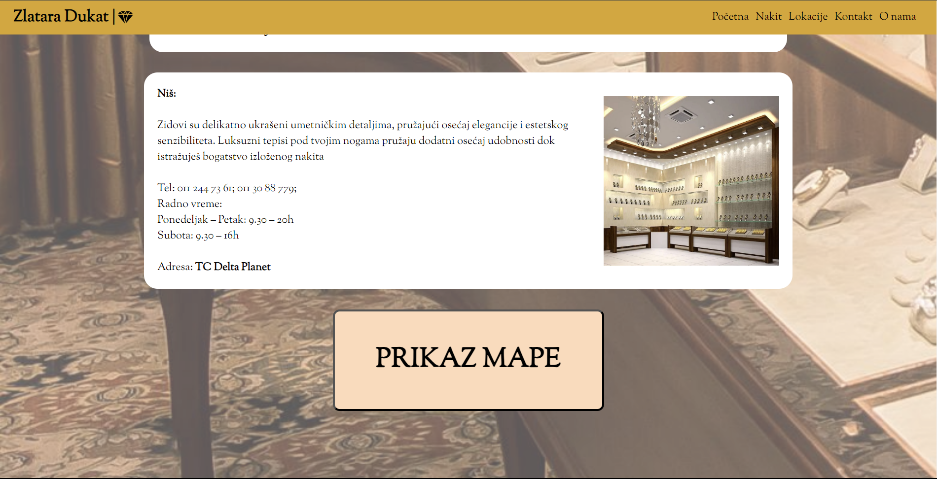 Zlatara Dukat |
Početna Nakit Lokacije Kontakt O nama
Niš:
Zidovi su delikatno ukrašeni umetničkim detaljima, pružajući osećaj elegancije i estetskog
senzibiliteta. Luksuzni tepisi pod tvojim nogama pružaju dodatni osećaj udobnosti dok
istražuješ bogatstvo izloženog nakita
Tel: 011 244 73 61; 011 30 88 779;
Radno vreme:
Ponedeljak – Petak: 9.30 – 20h
Subota: 9.30 – 16h
Adresa: TC Delta Planet
PRIKAZ MAPE